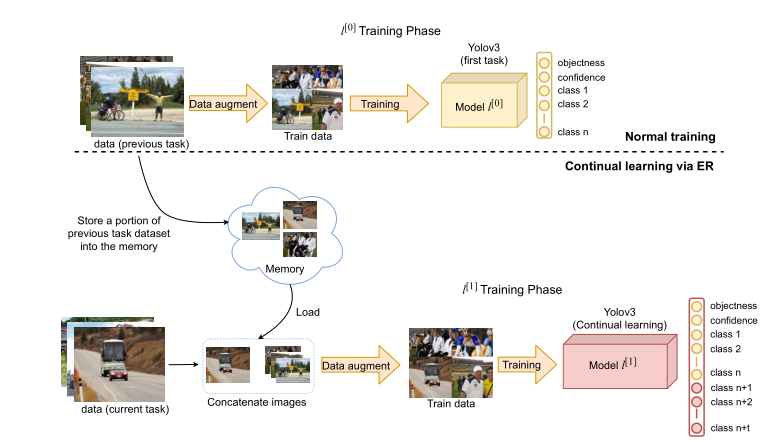 l[0] Training Phase
Yolov3
(first task)
objectness
confidence
class 1
class 2
class n
Data augment
Training
Model l[0]
Train data
data (previous task)
Normal training
Continual learning via ER
Store a portion of
previous task dataset
into the memory
Memory
Load
l[1] Training Phase
Yolov3
(Continual learning)
objectness
confidence
class 1
class 2
class n
class n+1
class n+2
class n+t
Data augment
Training
Model l[1]
data (current task)
Concatenate images
Train data